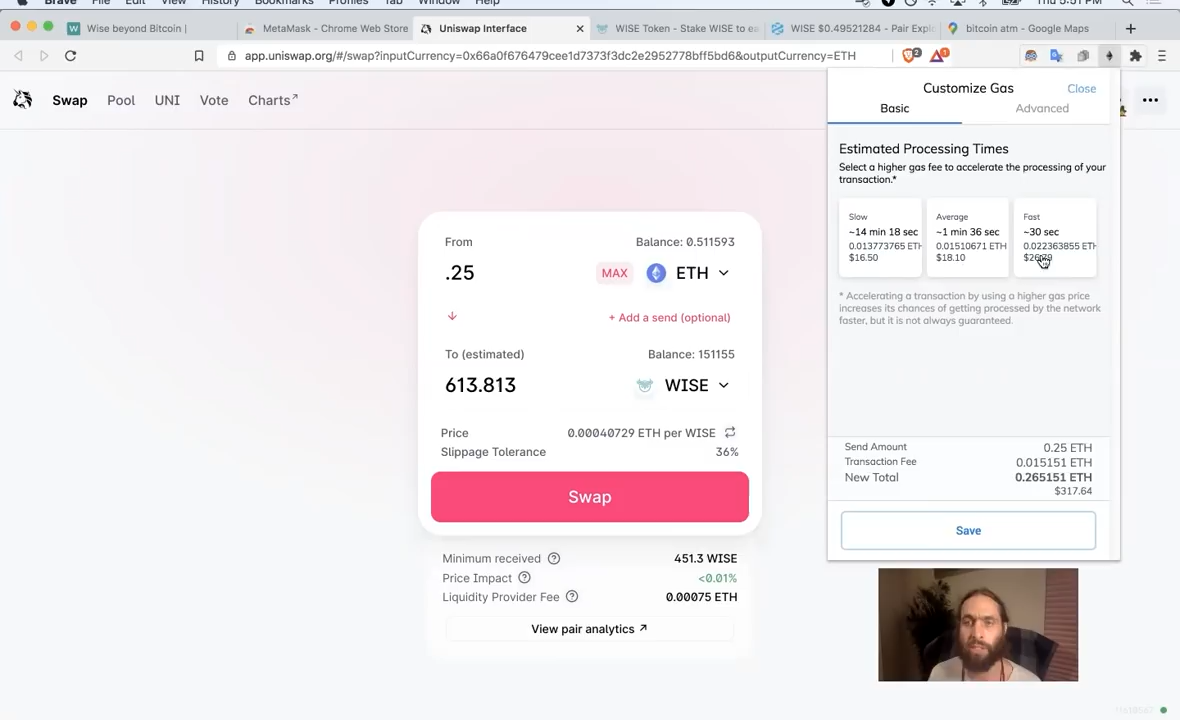 Brave File Edit View History Bookmarks Profiles Tab Window Help
Thu 5:51 PM
Wise beyond Bitcoin |
MetaMask - Chrome Web Store
Uniswap Interface
WISE Token - Stake WISE to ea
WISE $0.49521284 - Pair Explo
bitcoin atm - Google Maps
app.uniswap.org/#/swap?inputCurrency=0x66a0f676479cee1d7373f3dc2e2952778bff5bd6&outputCurrency=ETH
2
1
Swap Pool UNI Vote Charts↗
Customize Gas
Close
Basic
Advanced
Estimated Processing Times
Select a higher gas fee to accelerate the processing of your
transaction.*
Slow
~14 min 18 sec
0.013773765 ETH
$16.50
Average
~1 min 36 sec
0.01510671 ETH
$18.10
Fast
~30 sec
0.022363855 ETH
* Accelerating a transaction by using a higher gas price
increases its chances of getting processed by the network
faster, but it is not always guaranteed.
Send Amount 0.25 ETH
Transaction Fee 0.015151 ETH
New Total 0.265151 ETH
$317.64
Save
From Balance: 0.511593
.25 MAX ETH
+ Add a send (optional)
To (estimated) Balance: 151155
613.813 WISE
Price 0.00040729 ETH per WISE
Slippage Tolerance 36%
Swap
Minimum received 451.3 WISE
Price Impact <0.01%
Liquidity Provider Fee 0.00075 ETH
View pair analytics ↗